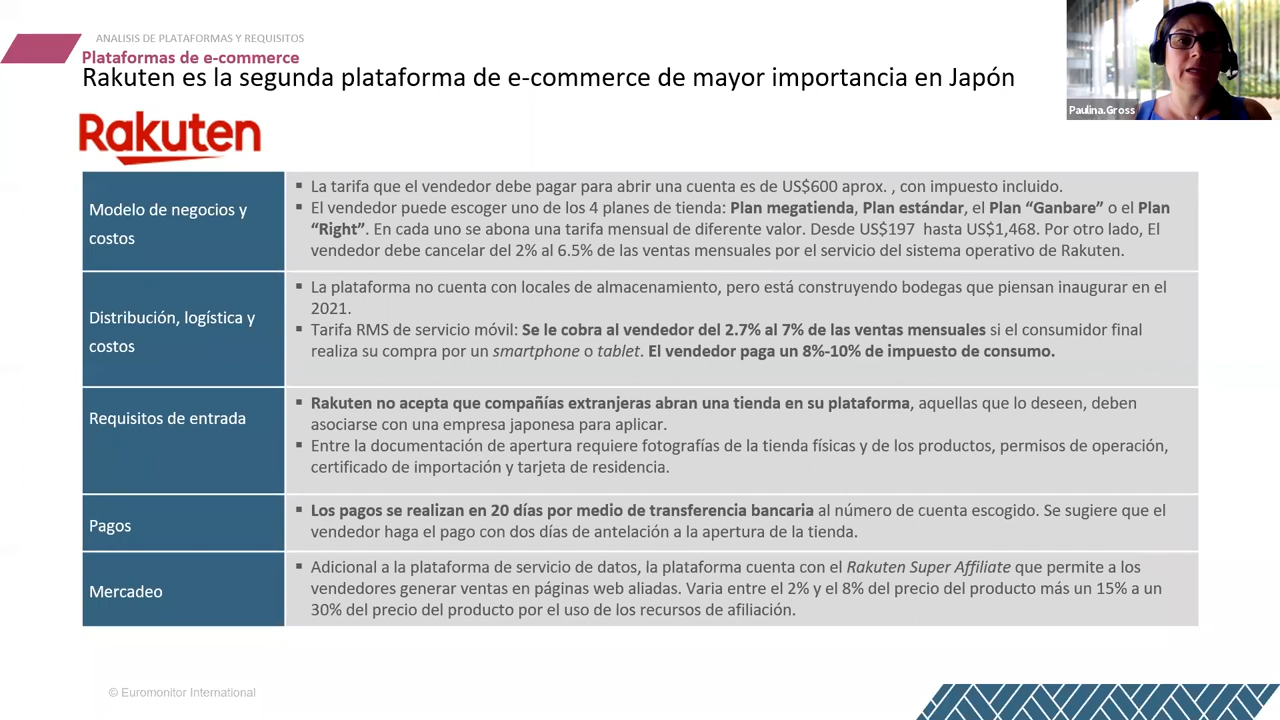 ANALISIS DE PLATAFORMAS Y REQUISITOS
Plataformas de e-commerce
Rakuten es la segunda plataforma de e-commerce de mayor importancia en Japón
Paulina.Gross
Rakuten
Modelo de negocios y
costos
▪ La tarifa que el vendedor debe pagar para abrir una cuenta es de US$600 aprox. , con impuesto incluido.
▪ El vendedor puede escoger uno de los 4 planes de tienda: Plan megatienda, Plan estándar, el Plan “Ganbare” o el Plan
“Right”. En cada uno se abona una tarifa mensual de diferente valor. Desde US$197 hasta US$1,468. Por otro lado, El
vendedor debe cancelar del 2% al 6.5% de las ventas mensuales por el servicio del sistema operativo de Rakuten.
Distribución, logística y
costos
▪ La plataforma no cuenta con locales de almacenamiento, pero está construyendo bodegas que piensan inaugurar en el
2021.
▪ Tarifa RMS de servicio móvil: Se le cobra al vendedor del 2.7% al 7% de las ventas mensuales si el consumidor final
realiza su compra por un smartphone o tablet. El vendedor paga un 8%-10% de impuesto de consumo.
Requisitos de entrada
▪ Rakuten no acepta que compañías extranjeras abran una tienda en su plataforma, aquellas que lo deseen, deben
asociarse con una empresa japonesa para aplicar.
▪ Entre la documentación de apertura requiere fotografías de la tienda físicas y de los productos, permisos de operación,
certificado de importación y tarjeta de residencia.
Pagos
▪ Los pagos se realizan en 20 días por medio de transferencia bancaria al número de cuenta escogido. Se sugiere que el
vendedor haga el pago con dos días de antelación a la apertura de la tienda.
Mercadeo
▪ Adicional a la plataforma de servicio de datos, la plataforma cuenta con el Rakuten Super Affiliate que permite a los
vendedores generar ventas en páginas web aliadas. Varia entre el 2% y el 8% del precio del producto más un 15% a un
30% del precio del producto por el uso de los recursos de afiliación.
© Euromonitor International